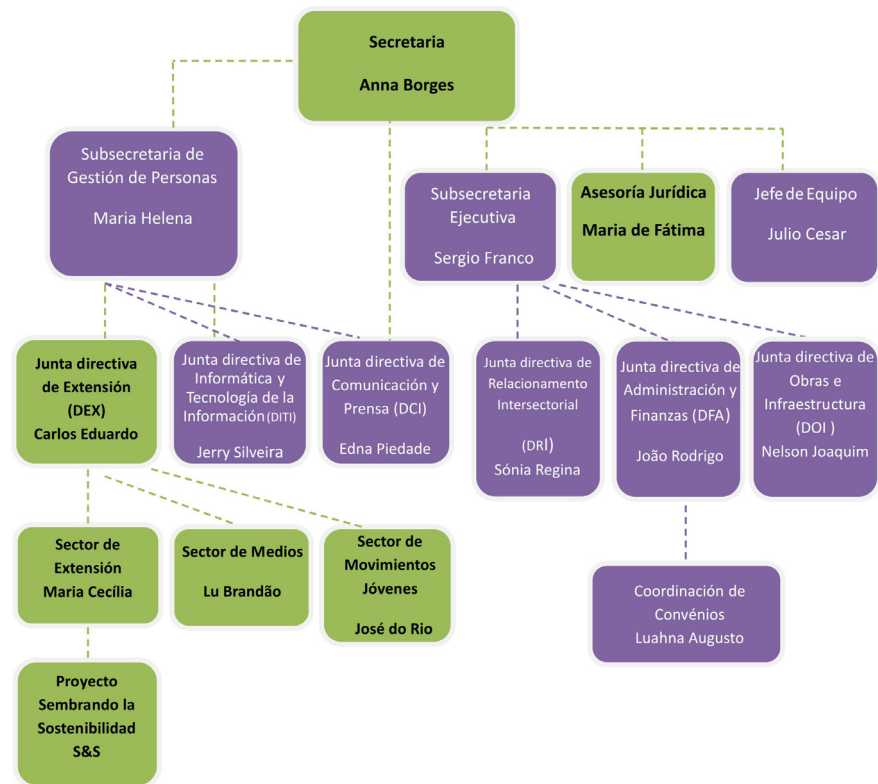 Secretaria
Anna Borges
Subsecretaria de
Gestión de Personas
Maria Helena
Subsecretaria
Ejecutiva
Sergio Franco
Asesoría Jurídica
Maria de Fátima
Jefe de Equipo
Julio Cesar
Junta directiva
de Extensión
(DEX)
Carlos Eduardo
Junta directiva de
Informática y
Tecnología de la
Información (DITI)
Jerry Silveira
Junta directiva de
Comunicación y
Prensa (DCI)
Edna Piedade
Junta directiva de
Relacionamento
Intersectorial
(DRI)
Sónia Regina
Junta directiva de
Administración y
Finanzas (DFA)
João Rodrigo
Junta directiva de
Obras e
Infraestructura
(DOI )
Nelson Joaquim
Sector de
Extensión
Maria Cecília
Sector de Medios
Lu Brandão
Sector de
Movimientos
Jóvenes
José do Rio
Coordinación de
Convénios
Luahna Augusto
Proyecto
Sembrando la
Sostenibilidad
S&S